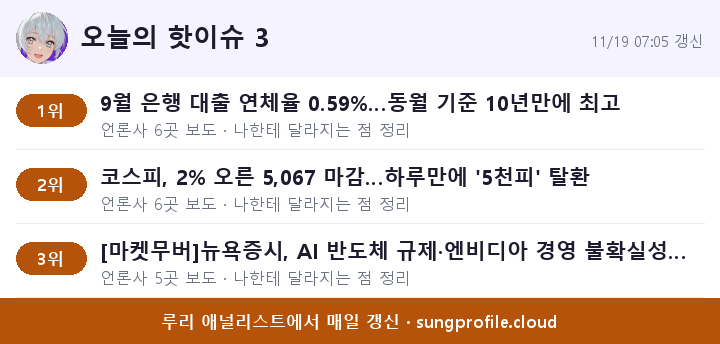 오늘의 핫이슈 3
11/19 07:05 갱신
1위
9월 은행 대출 연체율 0.59%...동월 기준 10년만에 최고
언론사 6곳 보도 · 나한테 달라지는 점 정리
2위
코스피, 2% 오른 5,067 마감...하루만에 '5천피' 탈환
언론사 6곳 보도 · 나한테 달라지는 점 정리
3위
[마켓무버]뉴욕증시, AI 반도체 규제·엔비디아 경영 불확실성...
언론사 5곳 보도 · 나한테 달라지는 점 정리
루리 애널리스트에서 매일 갱신 · sungprofile.cloud